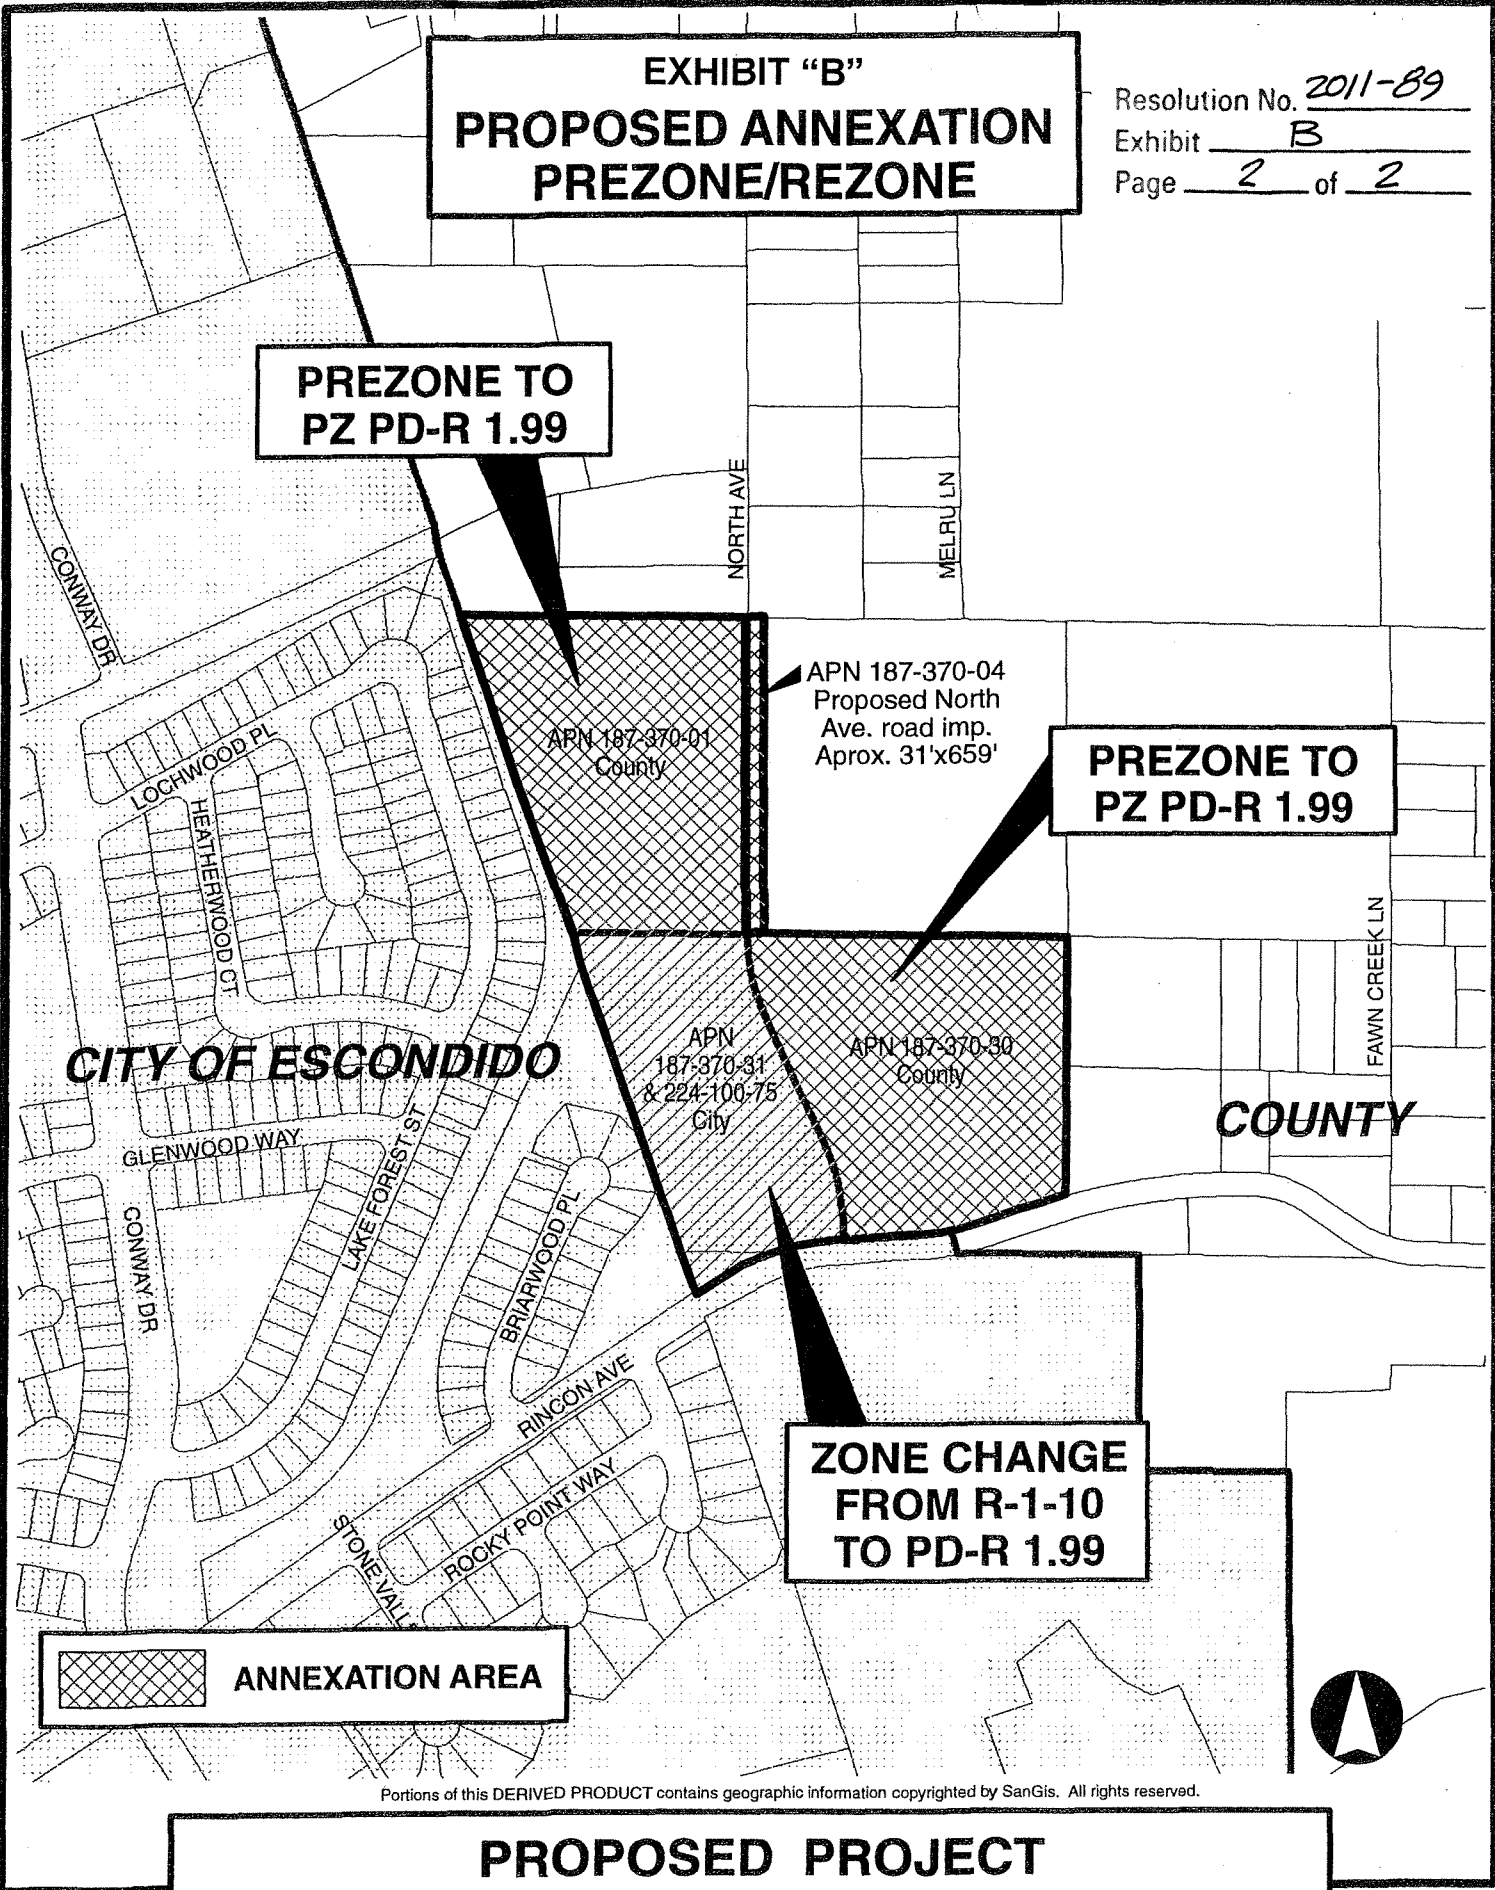 EXHIBIT “B”
PROPOSED ANNEXATION
PREZONE/REZONE
Resolution No. 2011-89
Exhibit B
Page 2 of 2
PREZONE TO
PZ PD-R 1.99
NORTH AVE
MELRU LN
CONWAY DR
APN 187-370-04
Proposed North
Ave. road imp.
Aprox. 31'x659'
APN 187-370-01
County
PREZONE TO
PZ PD-R 1.99
LOCHWOOD PL
HEATHERWOOD CT
FAWN CREEK LN
CITY OF ESCONDIDO
APN
187-370-31
& 224-100-75
City
APN 187-370-30
County
COUNTY
GLENWOOD WAY
LAKE FOREST ST
CONWAY DR
BRIARWOOD PL
RINCON AVE
ROCKY POINT WAY
STONE
ZONE CHANGE
FROM R-1-10
TO PD-R 1.99
ANNEXATION AREA
Portions of this DERIVED PRODUCT contains geographic information copyrighted by SanGis. All rights reserved.
PROPOSED PROJECT